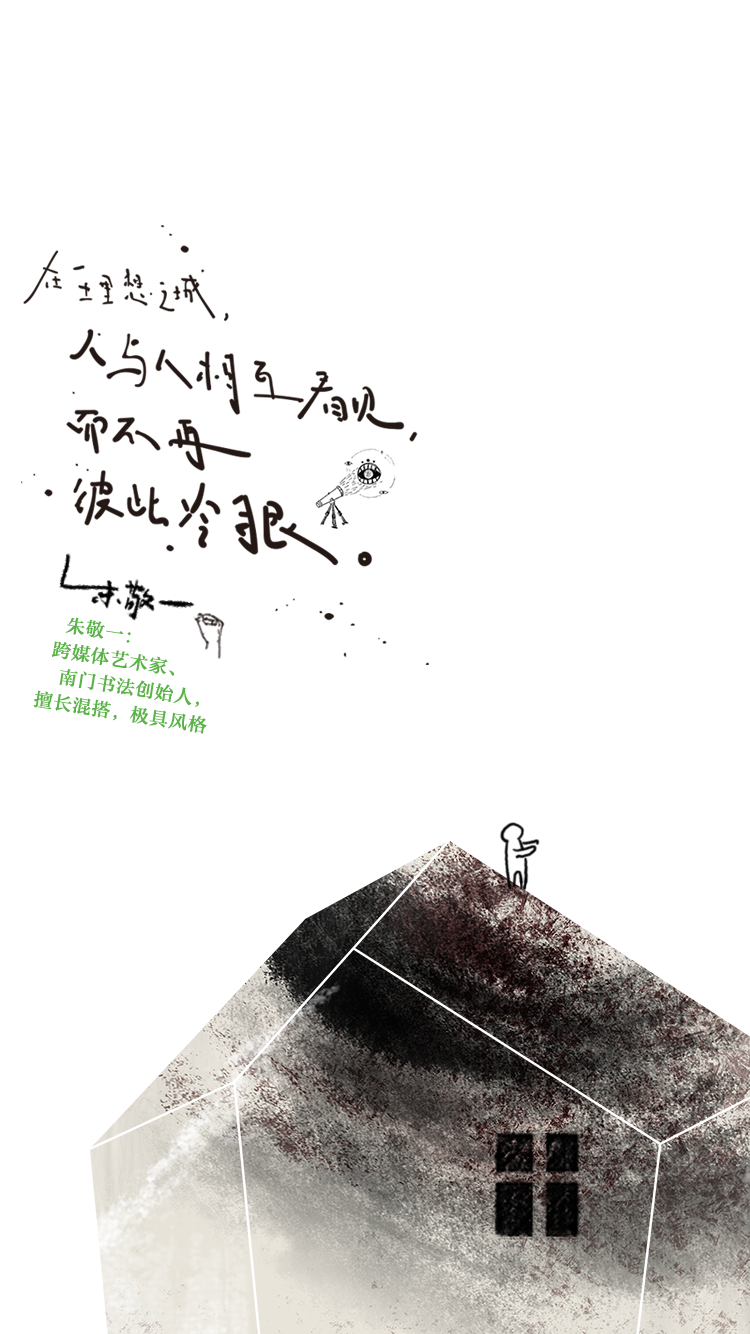 在理想之城，
人与人相互看见，
而不再
彼此冷眼。
朱敬一
朱敬一：
跨媒体艺术家、
南门书法创始人，
擅长混搭，极具风格